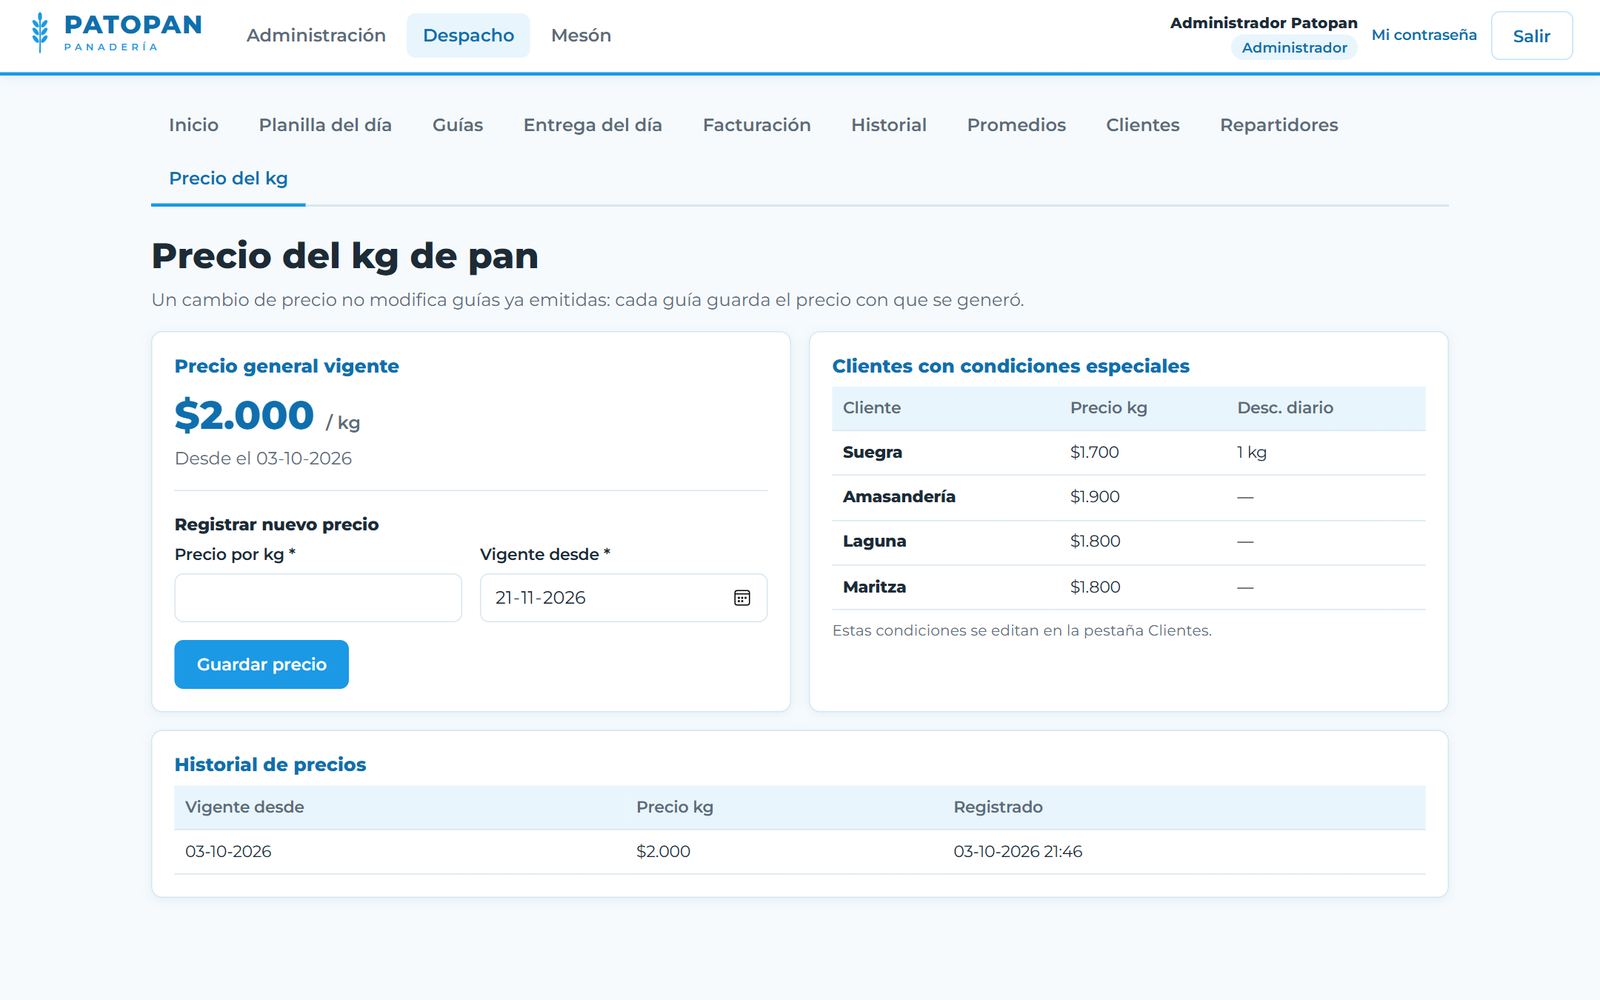 PATOPAN
PANADERÍA
Administración Despacho Mesón
Administrador Patopan
Administrador
Mi contraseña
Salir
Inicio Planilla del día Guías Entrega del día Facturación Historial Promedios Clientes Repartidores
Precio del kg
Precio del kg de pan
Un cambio de precio no modifica guías ya emitidas: cada guía guarda el precio con que se generó.
Precio general vigente
$2.000 / kg
Desde el 03-10-2026
Registrar nuevo precio
Precio por kg * Vigente desde *
21-11-2026
Guardar precio
Clientes con condiciones especiales
Cliente Precio kg Desc. diario
Suegra $1.700 1 kg
Amasandería $1.900 —
Laguna $1.800 —
Maritza $1.800 —
Estas condiciones se editan en la pestaña Clientes.
Historial de precios
Vigente desde Precio kg Registrado
03-10-2026 $2.000 03-10-2026 21:46